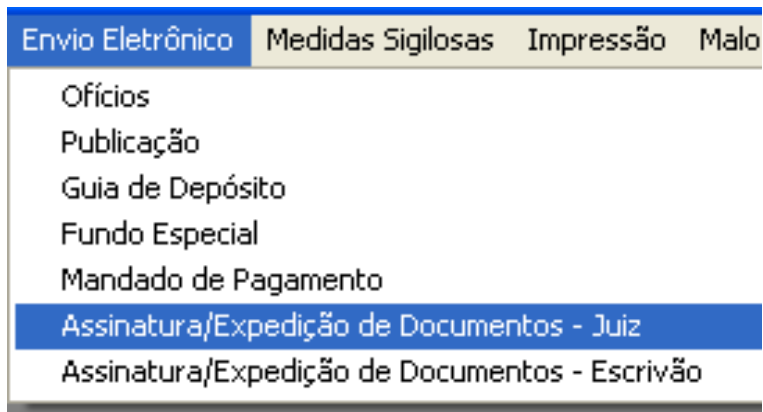 Envio Eletrônico Medidas Sigilosas Impressão Malo
Ofícios
Publicação
Guia de Depósito
Fundo Especial
Mandado de Pagamento
Assinatura/Expedição de Documentos - Juiz
Assinatura/Expedição de Documentos - Escrivão